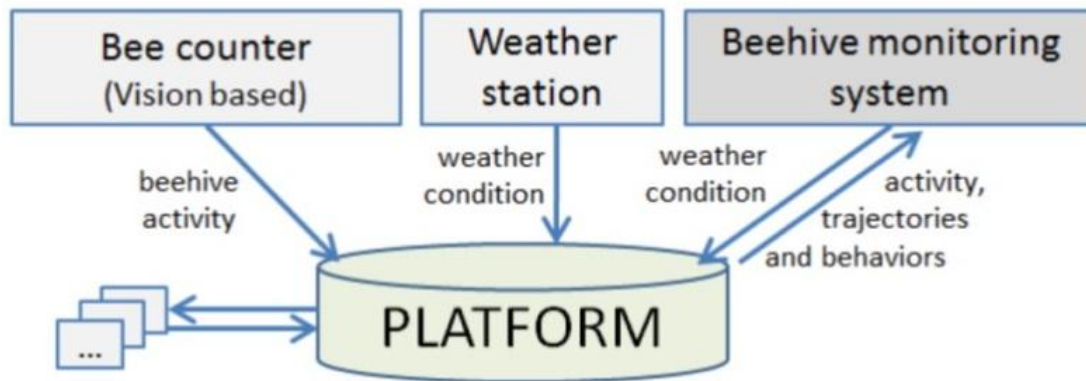 Bee counter
(Vision based)
Weather
station
Beehive monitoring
system
beehive
activity
weather
condition
weather
condition
activity,
trajectories
and behaviors
...
PLATFORM